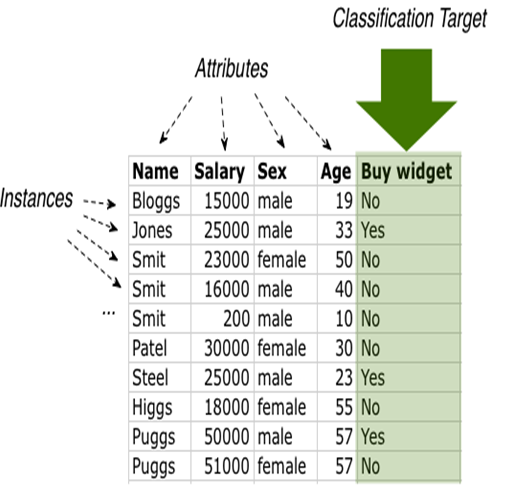 Classification Target
Attributes
Instances
...
Name Salary Sex Age Buy widget
Bloggs 15000 male 19 No
Jones 25000 male 33 Yes
Smit 23000 female 50 No
Smit 16000 male 40 No
Smit 200 male 10 No
Patel 30000 female 30 No
Steel 25000 male 23 Yes
Higgs 18000 female 55 No
Puggs 50000 male 57 Yes
Puggs 51000 female 57 No